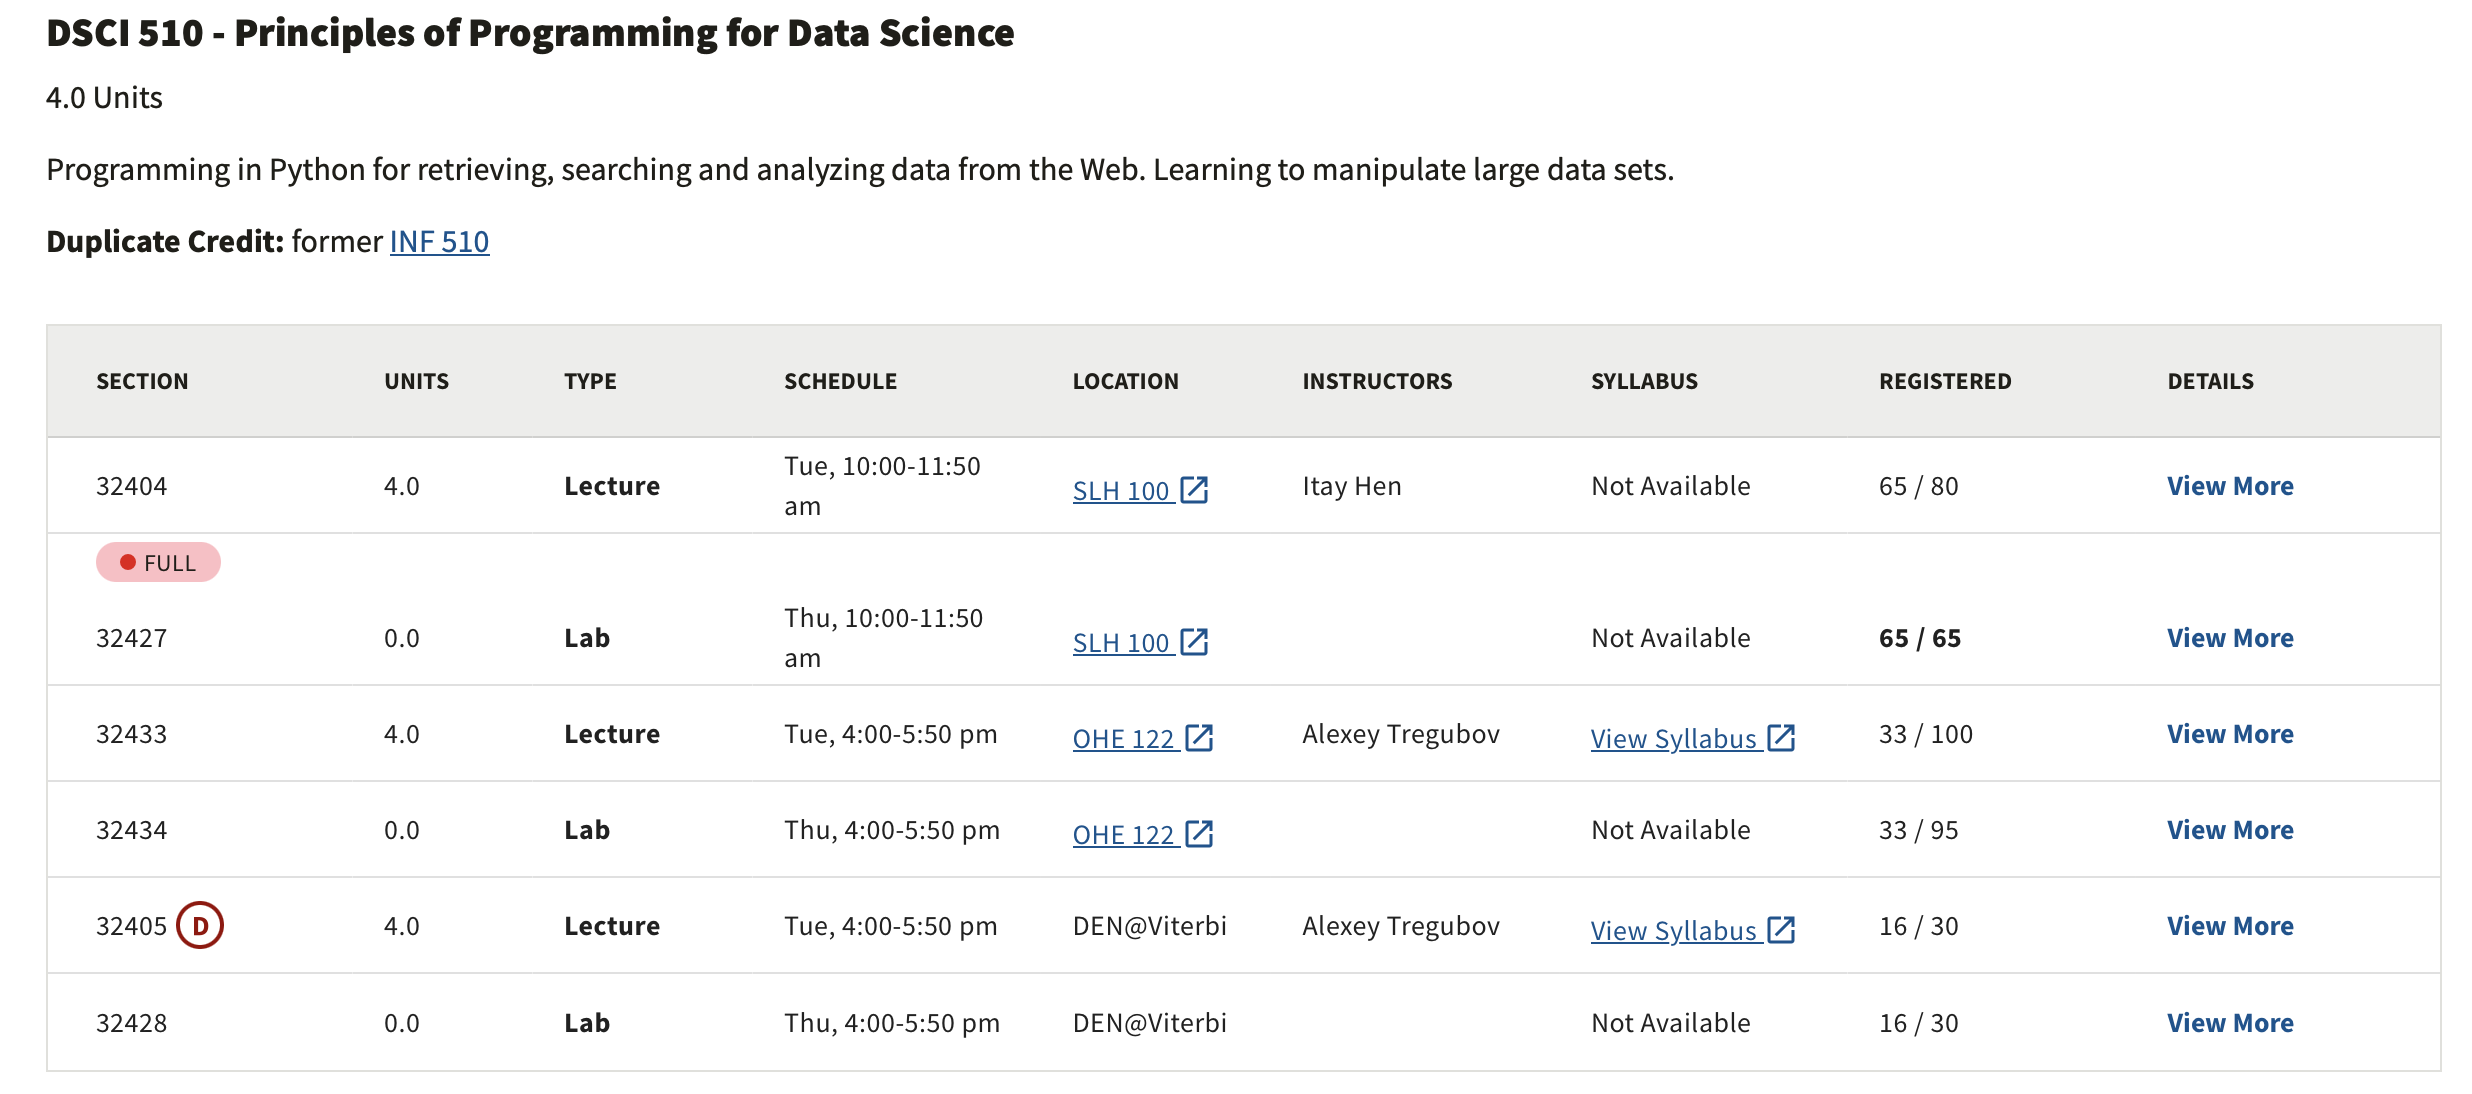 DSCI 510 - Principles of Programming for Data Science
4.0 Units
Programming in Python for retrieving, searching and analyzing data from the Web. Learning to manipulate large data sets.
Duplicate Credit: former INF 510
SECTION UNITS TYPE SCHEDULE LOCATION INSTRUCTORS SYLLABUS REGISTERED DETAILS
32404 4.0 Lecture Tue, 10:00-11:50 am SLH 100 Itay Hen Not Available 65 / 80 View More
FULL
32427 0.0 Lab Thu, 10:00-11:50 am SLH 100 Not Available 65 / 65 View More
32433 4.0 Lecture Tue, 4:00-5:50 pm OHE 122 Alexey Tregubov View Syllabus 33 / 100 View More
32434 0.0 Lab Thu, 4:00-5:50 pm OHE 122 Not Available 33 / 95 View More
32405 D 4.0 Lecture Tue, 4:00-5:50 pm DEN@Viterbi Alexey Tregubov View Syllabus 16 / 30 View More
32428 0.0 Lab Thu, 4:00-5:50 pm DEN@Viterbi Not Available 16 / 30 View More